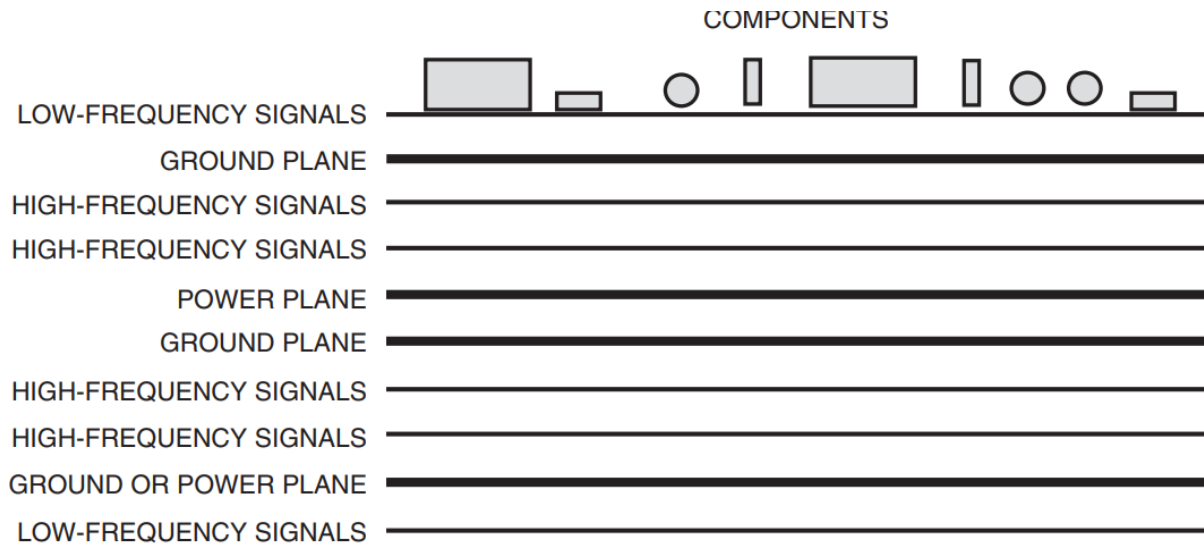 COMPONENTS
LOW-FREQUENCY SIGNALS
GROUND PLANE
HIGH-FREQUENCY SIGNALS
HIGH-FREQUENCY SIGNALS
POWER PLANE
GROUND PLANE
HIGH-FREQUENCY SIGNALS
HIGH-FREQUENCY SIGNALS
GROUND OR POWER PLANE
LOW-FREQUENCY SIGNALS